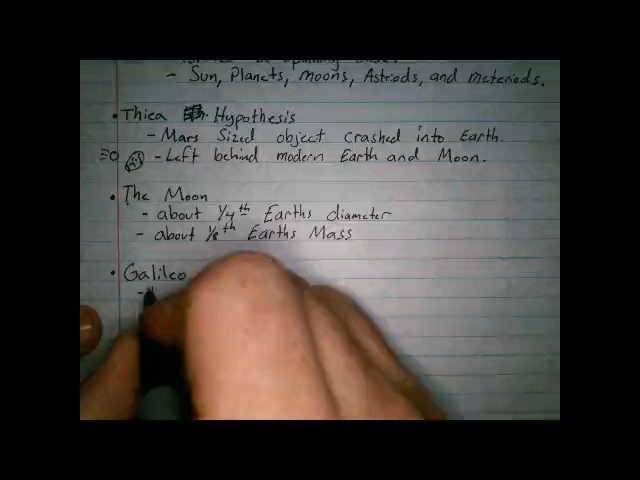 - Sun, Planets, moons, Astriods, and meteriods.
• Thiea Hypothesis
- Mars Sized object crashed into Earth.
- Left behind modern Earth and Moon.
• The Moon
- about 1/4th Earths diameter
- about 1/8th Earths Mass
• Galileo
-